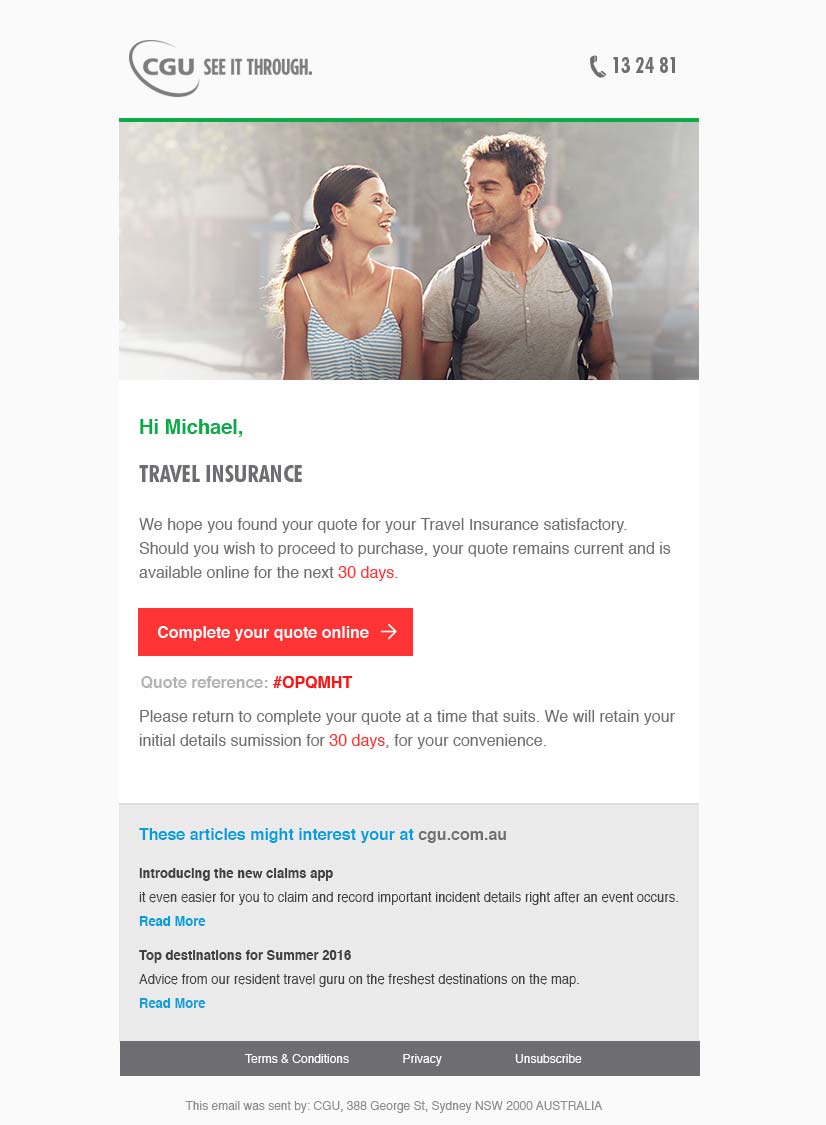 CGU SEE IT THROUGH.
13 24 81
Hi Michael,
TRAVEL INSURANCE
We hope you found your quote for your Travel Insurance satisfactory.
Should you wish to proceed to purchase, your quote remains current and is
available online for the next 30 days.
Complete your quote online
Quote reference: #OPQMHT
Please return to complete your quote at a time that suits. We will retain your
initial details sumission for 30 days, for your convenience.
These articles might interest your at cgu.com.au
Introducing the new claims app
it even easier for you to claim and record important incident details right after an event occurs.
Read More
Top destinations for Summer 2016
Advice from our resident travel guru on the freshest destinations on the map.
Read More
Terms & Conditions Privacy Unsubscribe
This email was sent by: CGU, 388 George St, Sydney NSW 2000 AUSTRALIA